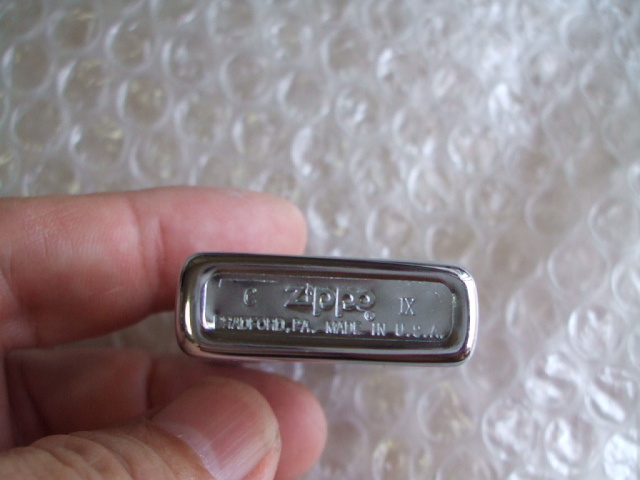 C Zippo® IX
BRADFORD, PA. MADE IN U.S.A.